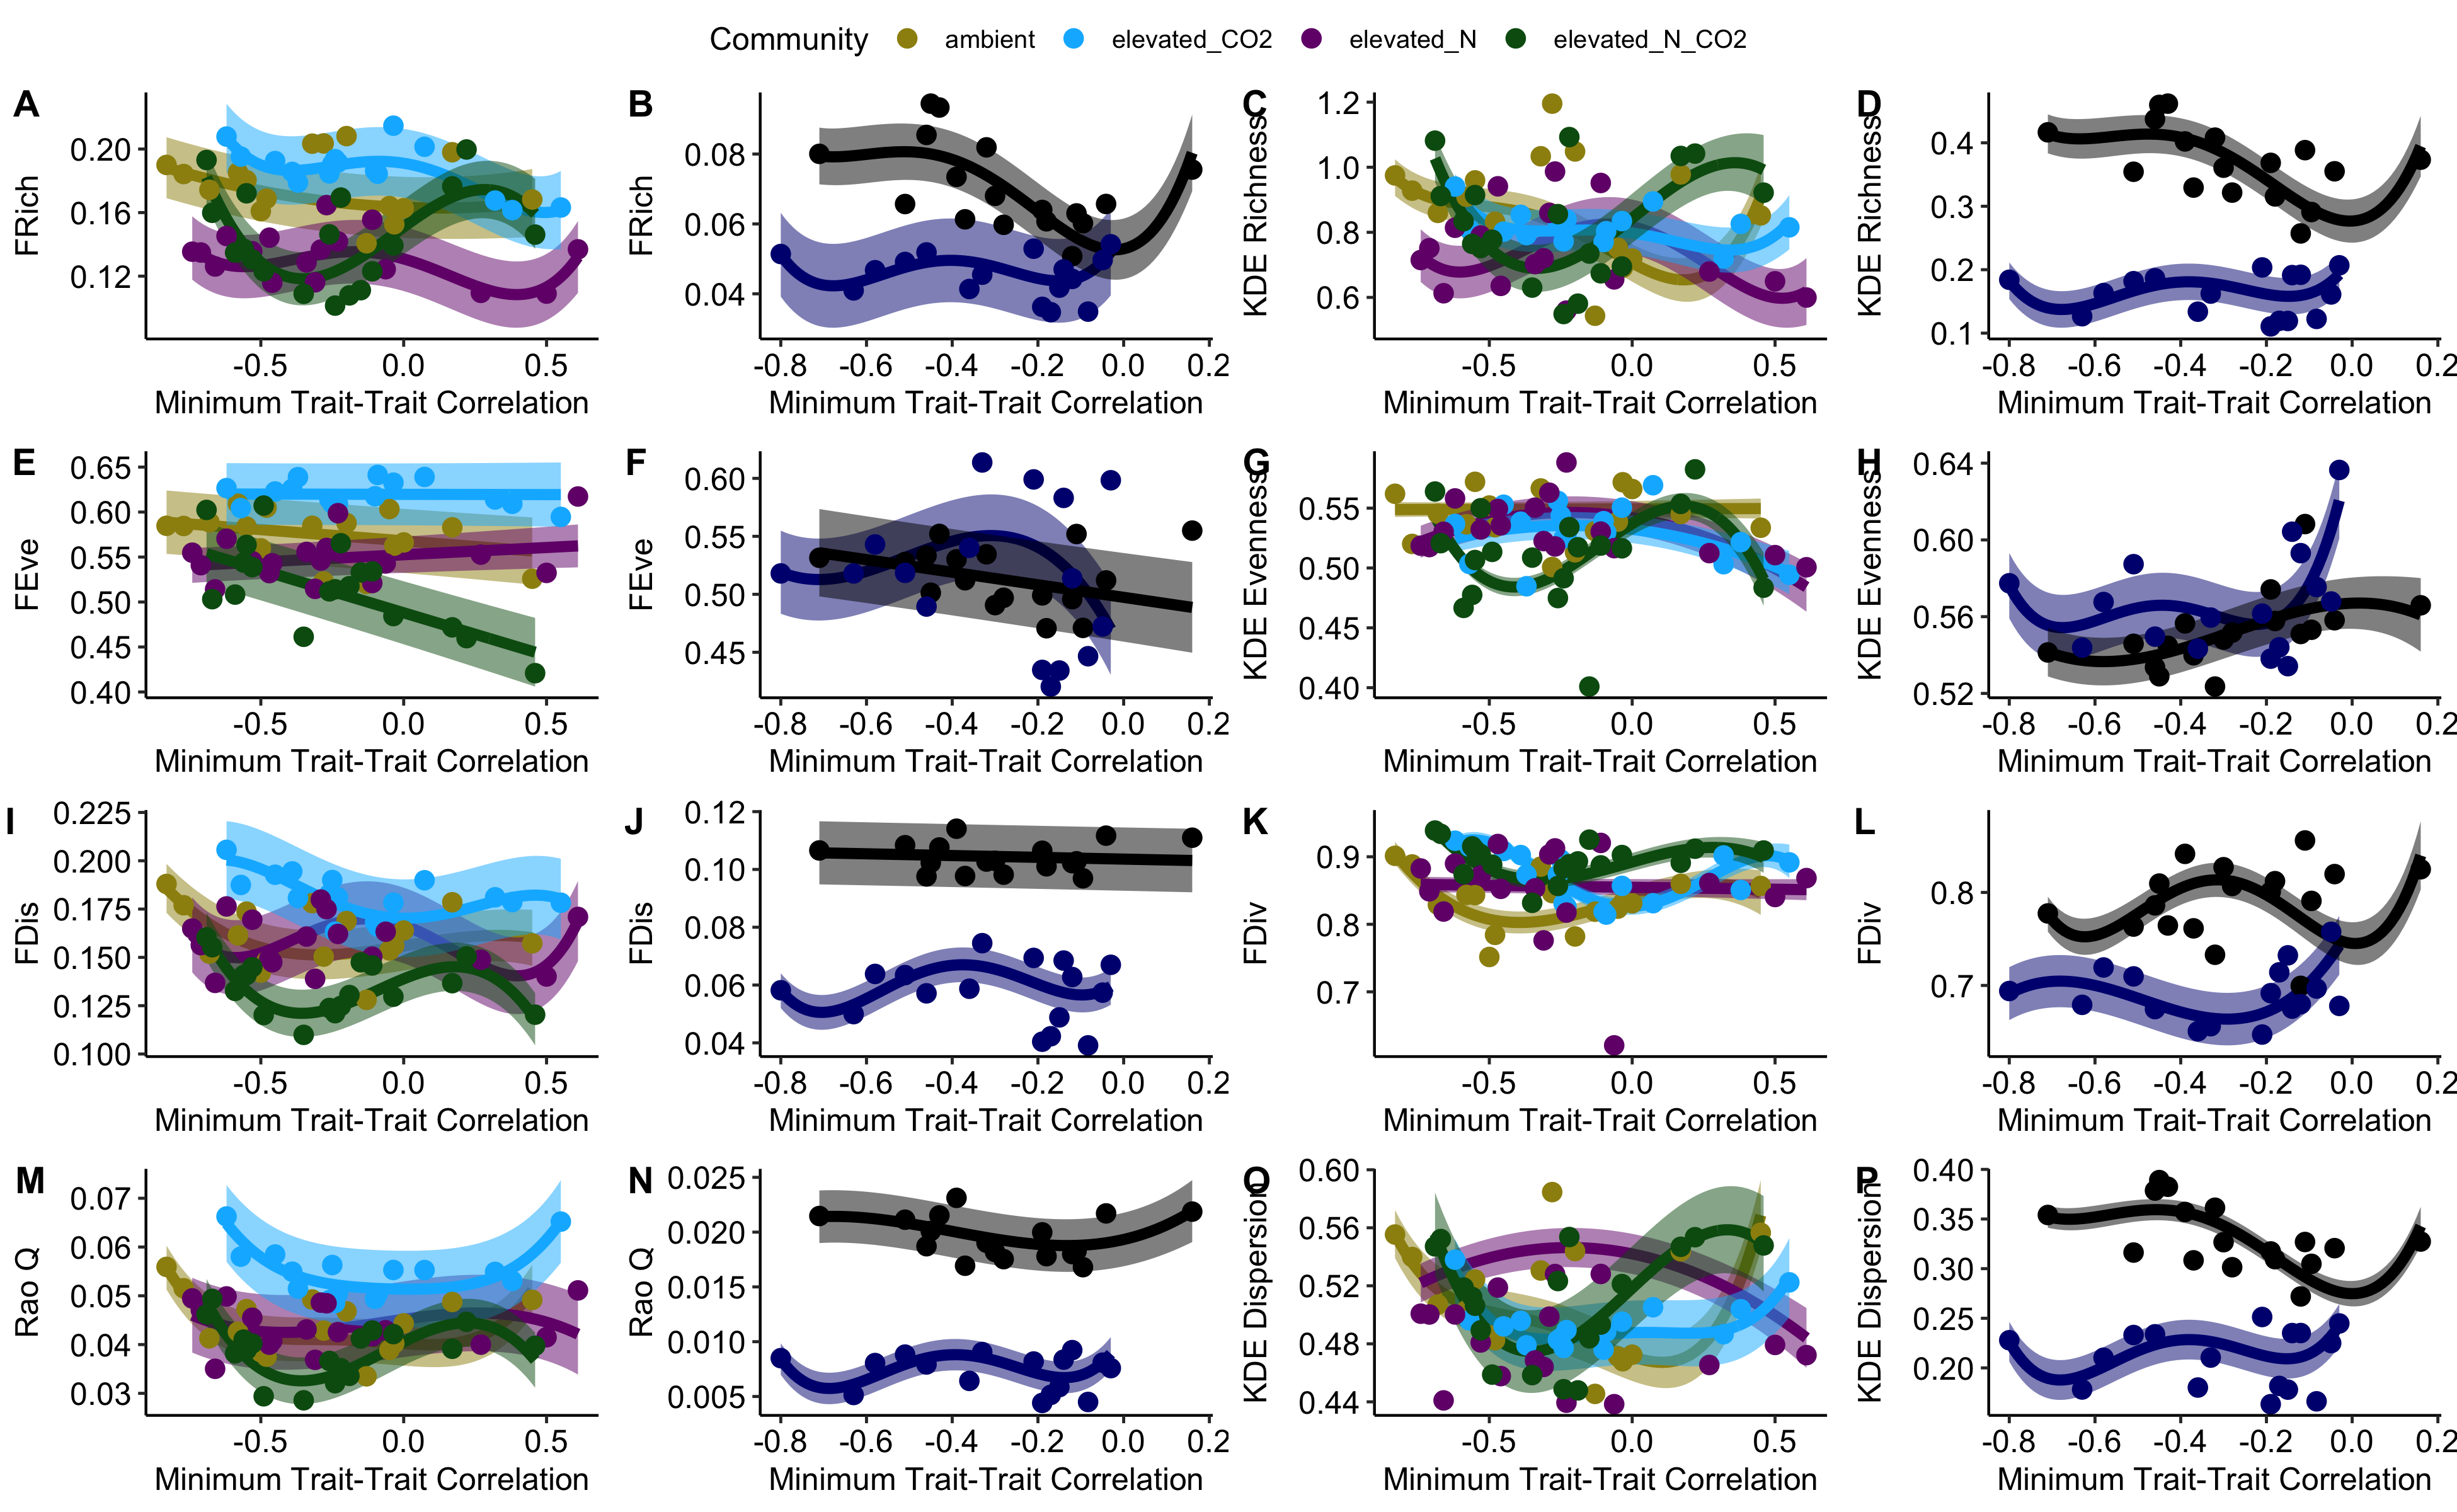 Community ambient elevated_CO2 elevated_N elevated_N_CO2
A B C D
FRich FRich KDE Richness KDE Richness
0.20 0.16 0.12
0.08 0.06 0.04
1.2 1.0 0.8 0.6
0.4 0.3 0.2 0.1
-0.5 0.0 0.5 -0.8 -0.6 -0.4 -0.2 0.0 0.2 -0.5 0.0 0.5 -0.8 -0.6 -0.4 -0.2 0.0 0.2
Minimum Trait-Trait Correlation Minimum Trait-Trait Correlation Minimum Trait-Trait Correlation Minimum Trait-Trait Correlation
E F G H
FEve FEve KDE Evenness KDE Evenness
0.65 0.60 0.55 0.50 0.45 0.40
0.60 0.55 0.50 0.45
0.55 0.50 0.45 0.40
0.64 0.60 0.56 0.52
-0.5 0.0 0.5 -0.8 -0.6 -0.4 -0.2 0.0 0.2 -0.5 0.0 0.5 -0.8 -0.6 -0.4 -0.2 0.0 0.2
Minimum Trait-Trait Correlation Minimum Trait-Trait Correlation Minimum Trait-Trait Correlation Minimum Trait-Trait Correlation
I J K L
FDis FDis FDiv FDiv
0.225 0.200 0.175 0.150 0.125 0.100
0.12 0.10 0.08 0.06 0.04
0.9 0.8 0.7
0.8 0.7
-0.5 0.0 0.5 -0.8 -0.6 -0.4 -0.2 0.0 0.2 -0.5 0.0 0.5 -0.8 -0.6 -0.4 -0.2 0.0 0.2
Minimum Trait-Trait Correlation Minimum Trait-Trait Correlation Minimum Trait-Trait Correlation Minimum Trait-Trait Correlation
M N O P
Rao Q Rao Q KDE Dispersion KDE Dispersion
0.07 0.06 0.05 0.04 0.03
0.025 0.020 0.015 0.010 0.005
0.60 0.56 0.52 0.48 0.44
0.40 0.35 0.30 0.25 0.20
-0.5 0.0 0.5 -0.8 -0.6 -0.4 -0.2 0.0 0.2 -0.5 0.0 0.5 -0.8 -0.6 -0.4 -0.2 0.0 0.2
Minimum Trait-Trait Correlation Minimum Trait-Trait Correlation Minimum Trait-Trait Correlation Minimum Trait-Trait Correlation